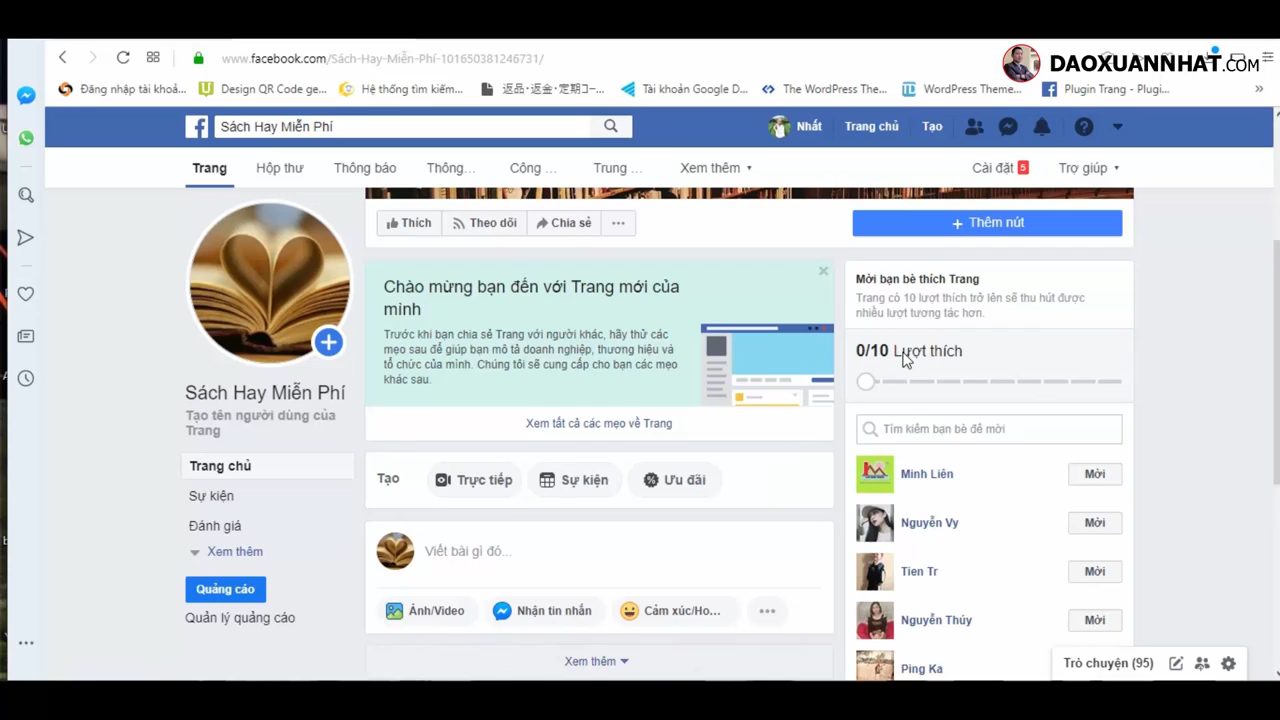 DAOXUANNHAT.COM
www.facebook.com/Sách-Hay-Miễn-Phí-101650381246731/
Đăng nhập tài khoả...
Design QR Code ge...
Hệ thống tìm kiếm...
返品・返金・定期コー...
Tài khoản Google D...
The WordPress The...
WordPress Theme...
Plugin Trang - Plugi...
Sách Hay Miễn Phí
Nhất
Trang chủ
Tạo
Trang
Hộp thư
Thông báo
Thông...
Công ...
Trung ...
Xem thêm
Cài đặt 5
Trợ giúp
Thích
Theo dõi
Chia sẻ
+ Thêm nút
Chào mừng bạn đến với Trang mới của
mình
Trước khi bạn chia sẻ Trang với người khác, hãy thử các
mẹo sau để giúp bạn mô tả doanh nghiệp, thương hiệu và
tổ chức của mình. Chúng tôi sẽ cung cấp cho bạn các mẹo
khác sau.
Xem tất cả các mẹo về Trang
Mời bạn bè thích Trang
Trang có 10 lượt thích trở lên sẽ thu hút được
nhiều lượt tương tác hơn.
0/10 Lượt thích
Tìm kiếm bạn bè để mời
Minh Liên
Mời
Nguyễn Vy
Mời
Tien Tr
Mời
Nguyễn Thúy
Mời
Ping Ka
Sách Hay Miễn Phí
Tạo tên người dùng của
Trang
Trang chủ
Sự kiện
Đánh giá
Xem thêm
Quảng cáo
Quản lý quảng cáo
Tạo
Trực tiếp
Sự kiện
Ưu đãi
Viết bài gì đó...
Ảnh/Video
Nhận tin nhắn
Cảm xúc/Ho...
Xem thêm
Trò chuyện (95)